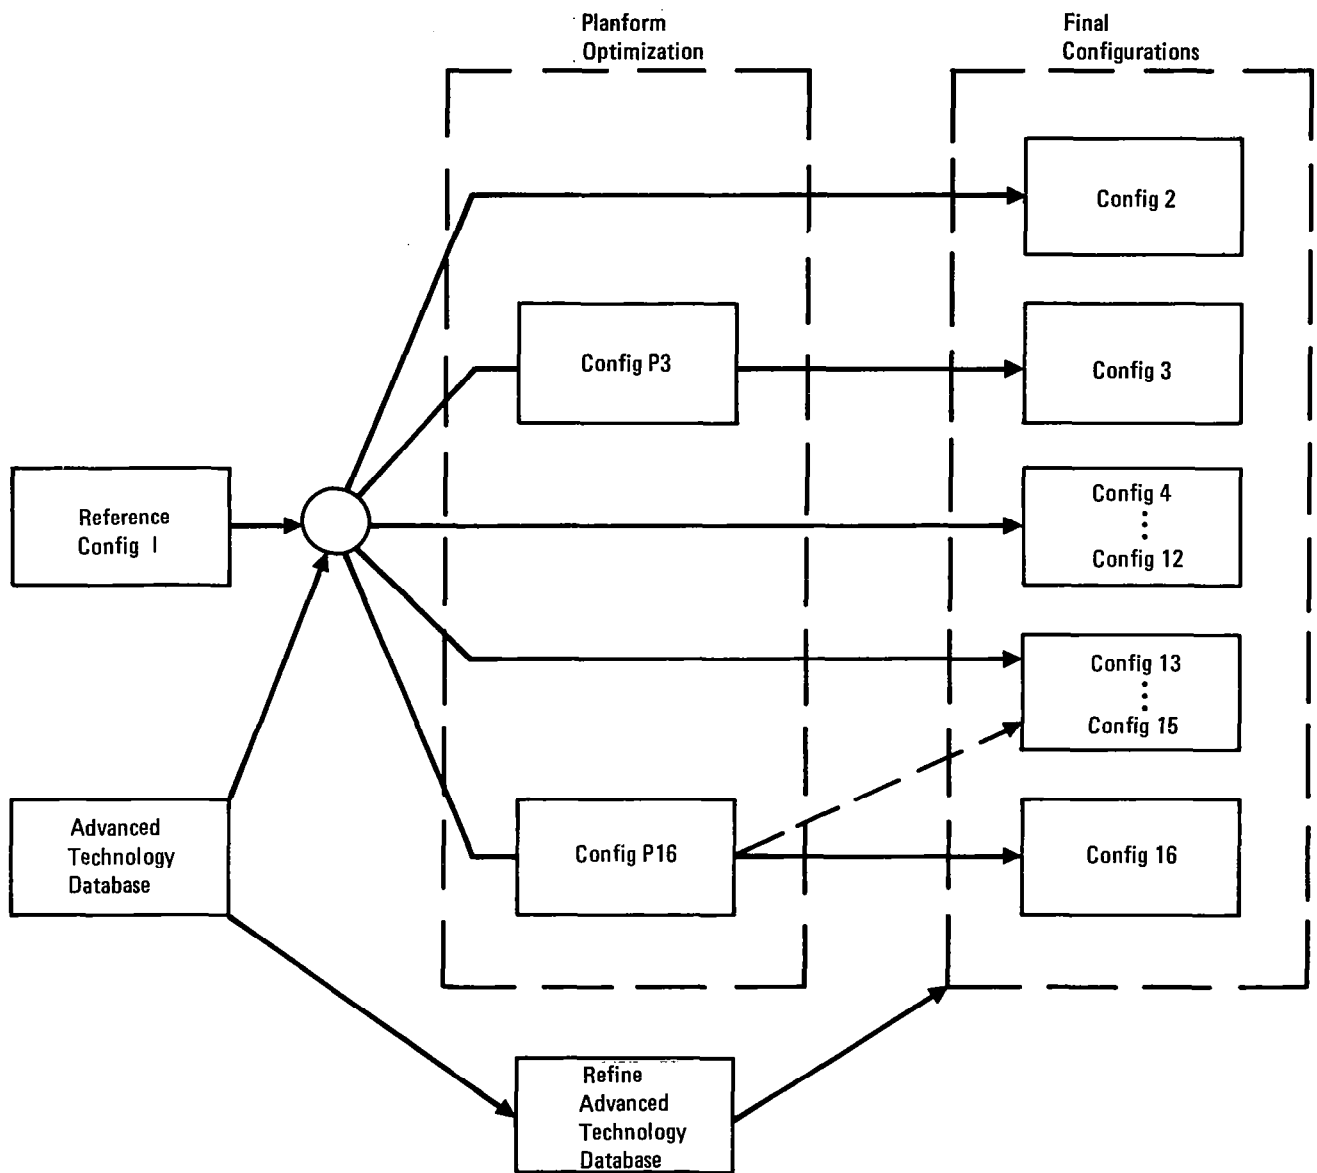 Planform
Optimization
Final
Configurations
Config 2
Config P3
Config 3
Reference
Config 1
Config 4
Config 12
Config 13
Config 15
Advanced
Technology
Database
Config P16
Config 16
Refine
Advanced
Technology
Database